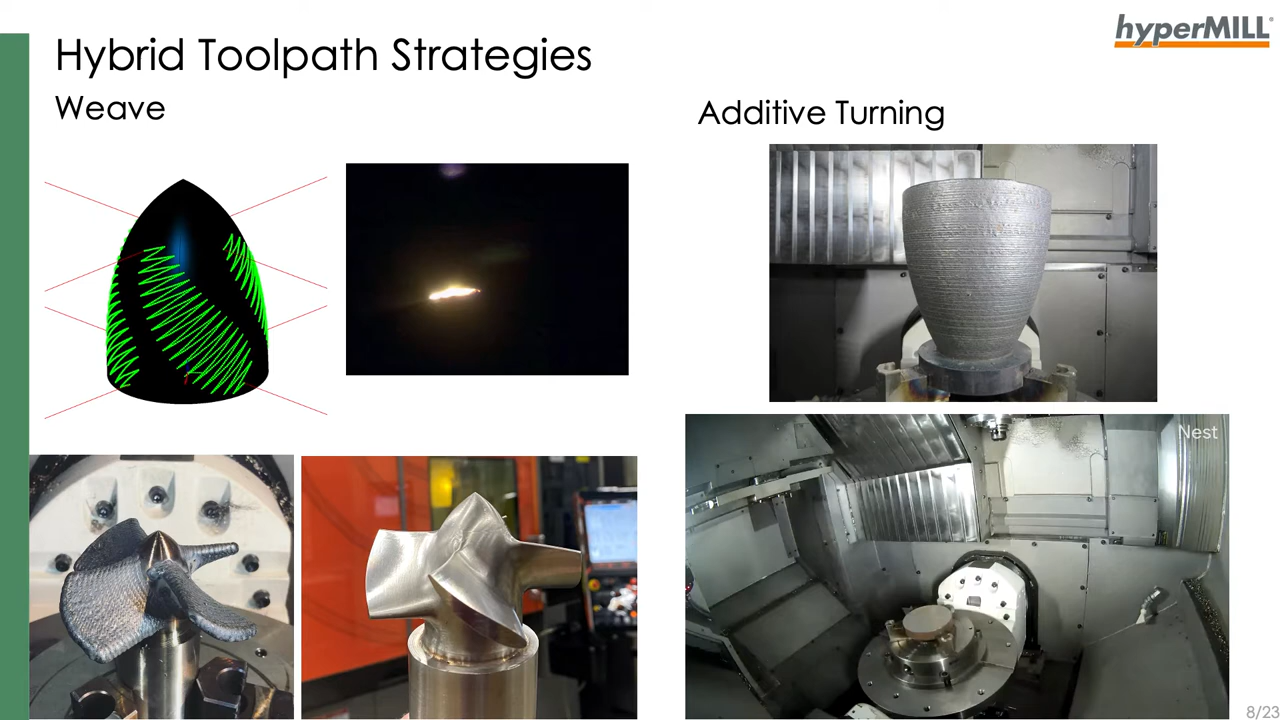 hyperMILL
Hybrid Toolpath Strategies
Weave
Additive Turning
Nest
8/23